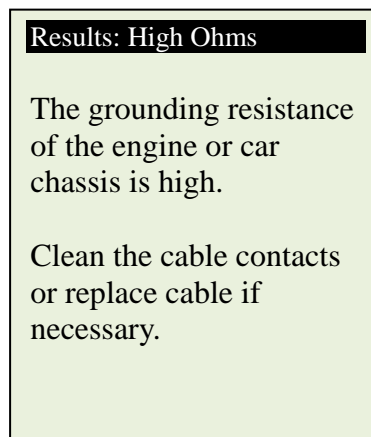 Results: High Ohms
The grounding resistance
of the engine or car
chassis is high.
Clean the cable contacts
or replace cable if
necessary.